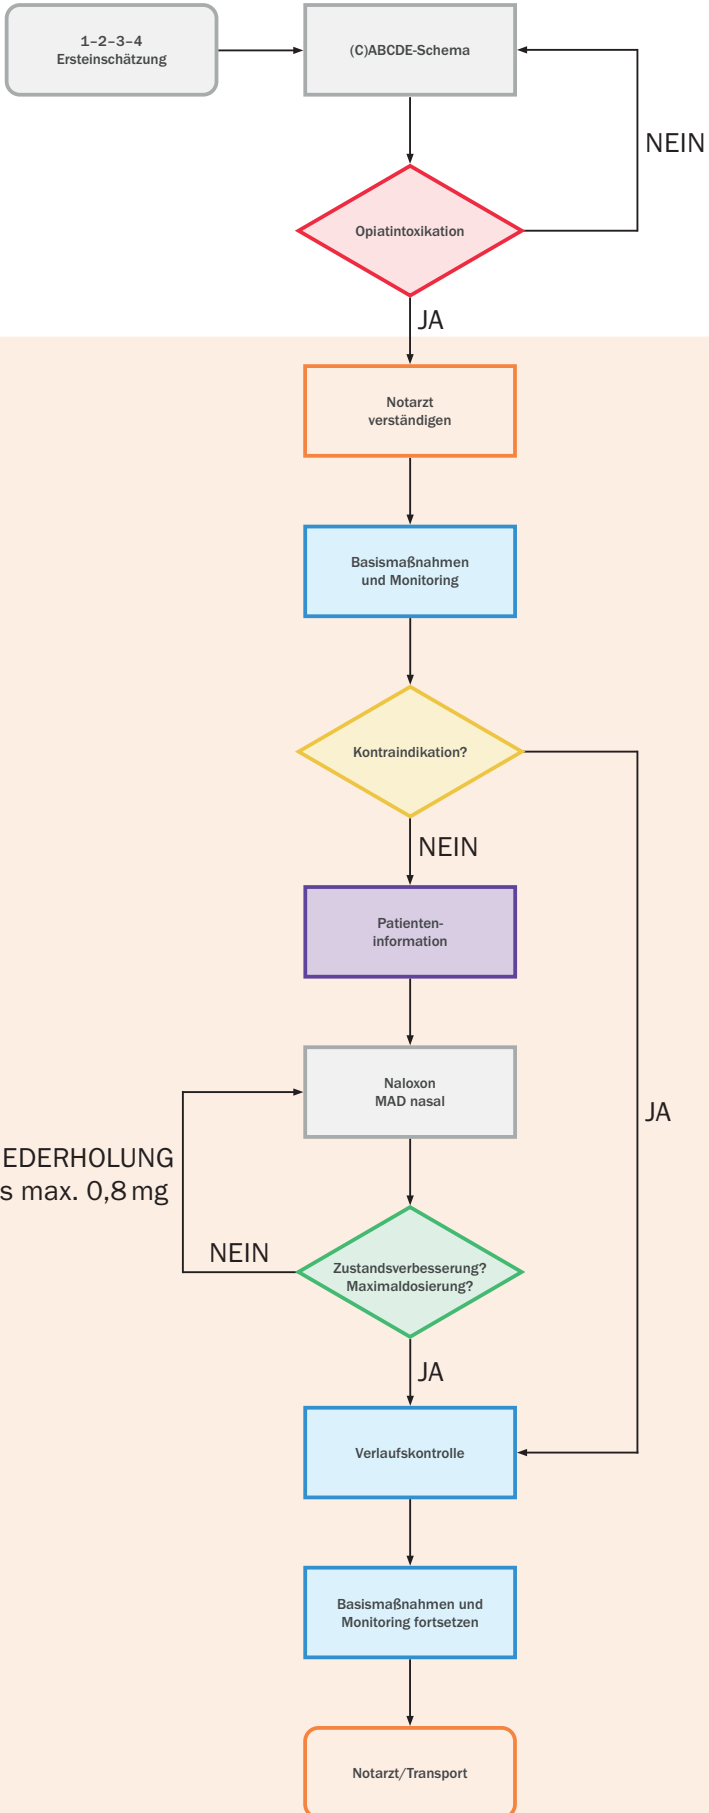 1–2–3–4
Ersteinschätzung
(C)ABCDE-Schema
NEIN
Opiatintoxikation
JA
Notarzt
verständigen
Basismaßnahmen
und Monitoring
Kontraindikation?
NEIN
Patienten-
information
Naloxon
MAD nasal
JA
EDERHOLUNG
s max. 0,8 mg
NEIN
Zustandsverbesserung?
Maximaldosierung?
JA
Verlaufskontrolle
Basismaßnahmen und
Monitoring fortsetzen
Notarzt/Transport